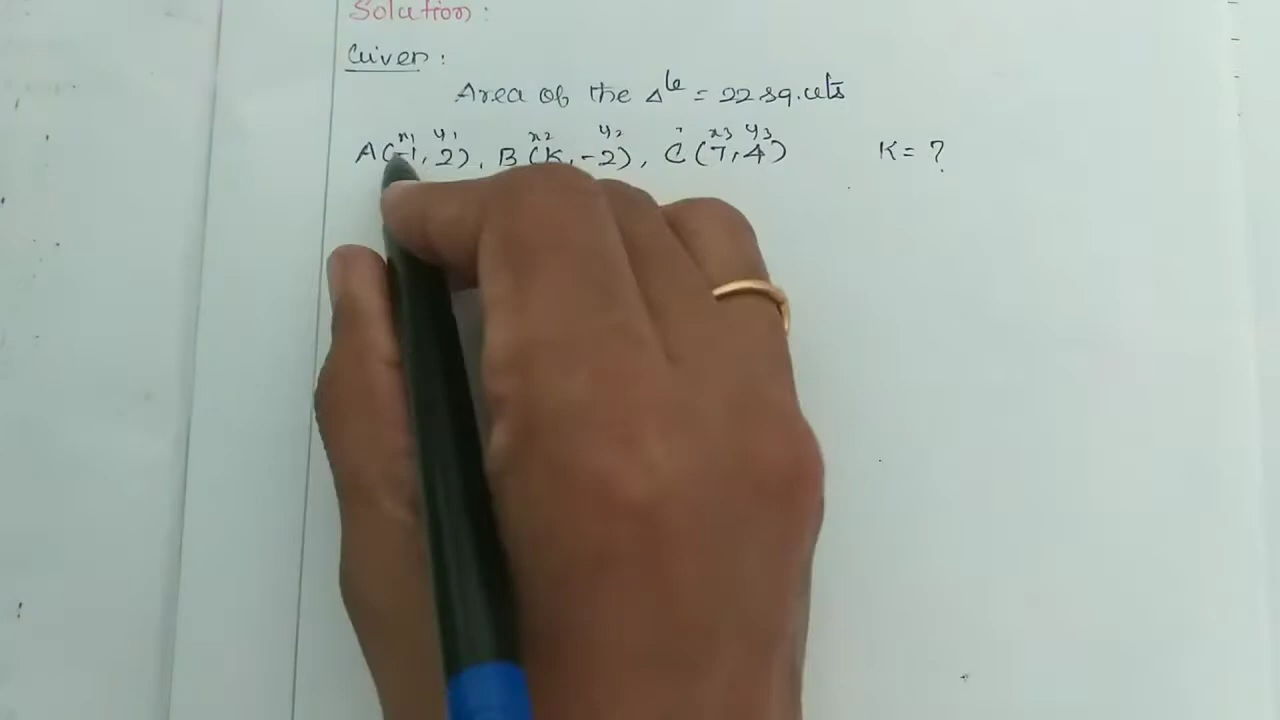 Solution:
Given:
Area of the Δle = 22 sq.uts
x1 y1 x2 y2 x3 y3
A(-1, 2), B(K, -2), C(7, 4) K = ?